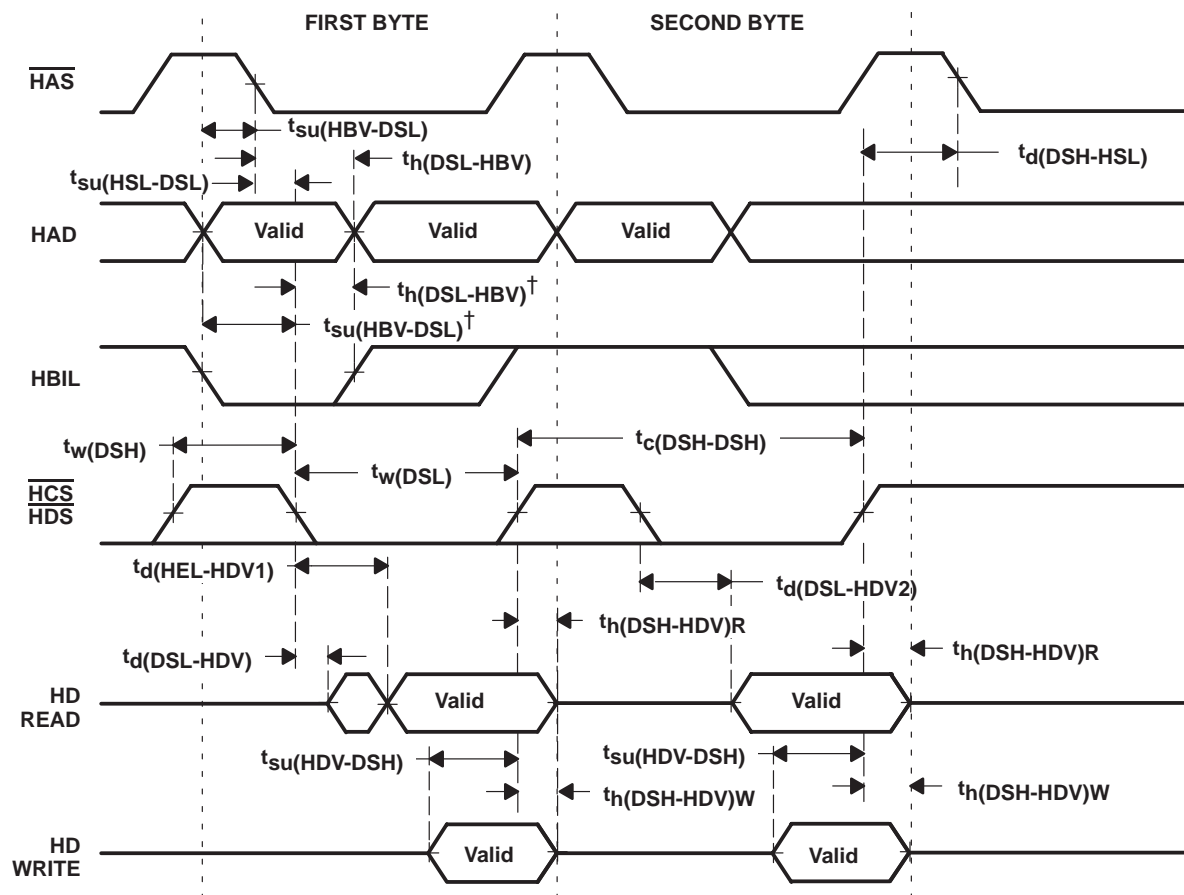 FIRST BYTE
SECOND BYTE
HAS
tsu(HBV-DSL)
th(DSL-HBV)
td(DSH-HSL)
tsu(HSL-DSL)
HAD
Valid
Valid
Valid
th(DSL-HBV)†
tsu(HBV-DSL)†
HBIL
tw(DSH)
tc(DSH-DSH)
tw(DSL)
HCS
HDS
td(HEL-HDV1)
td(DSL-HDV2)
th(DSH-HDV)R
td(DSL-HDV)
th(DSH-HDV)R
HD
READ
Valid
Valid
tsu(HDV-DSH)
tsu(HDV-DSH)
th(DSH-HDV)W
th(DSH-HDV)W
HD
WRITE
Valid
Valid